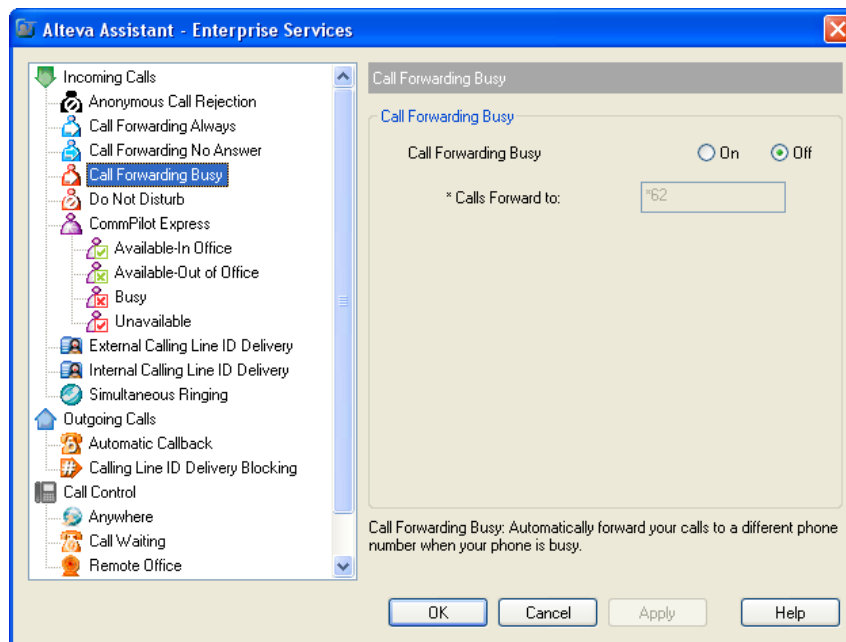 Alteva Assistant - Enterprise Services
Incoming Calls
Anonymous Call Rejection
Call Forwarding Always
Call Forwarding No Answer
Call Forwarding Busy
Do Not Disturb
CommPilot Express
Available-In Office
Available-Out of Office
Busy
Unavailable
External Calling Line ID Delivery
Internal Calling Line ID Delivery
Simultaneous Ringing
Outgoing Calls
Automatic Callback
Calling Line ID Delivery Blocking
Call Control
Anywhere
Call Waiting
Remote Office
Call Forwarding Busy
Call Forwarding Busy
Call Forwarding Busy On Off
* Calls Forward to: *62
Call Forwarding Busy: Automatically forward your calls to a different phone
number when your phone is busy.
OK Cancel Apply Help